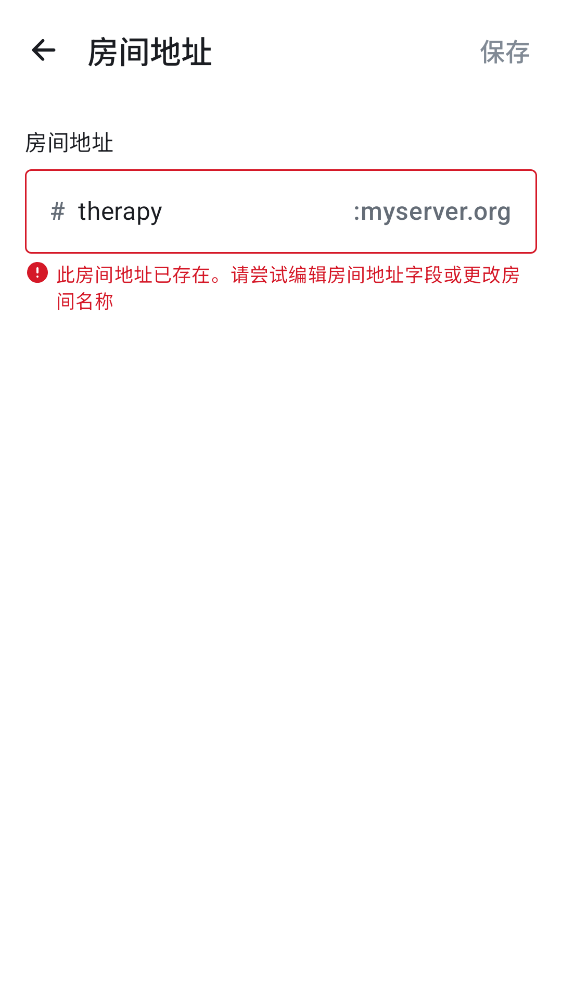 房间地址
保存
房间地址
# therapy :myserver.org
此房间地址已存在。请尝试编辑房间地址字段或更改房
间名称